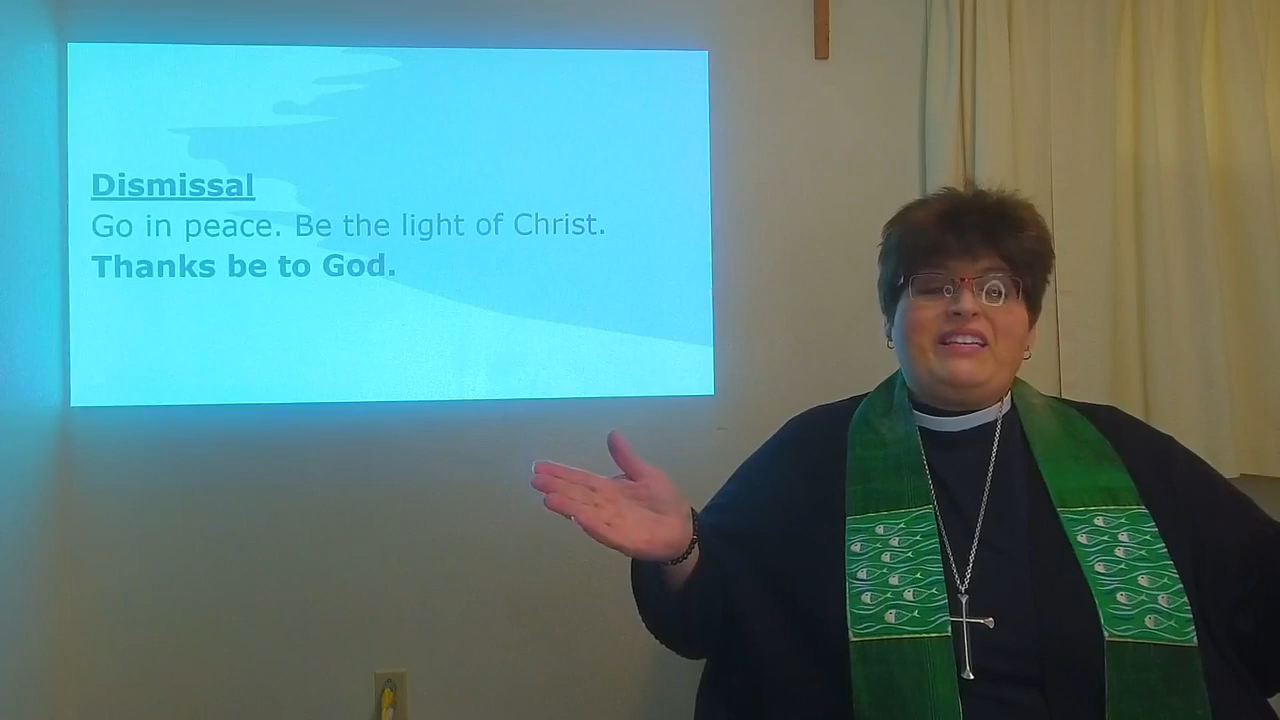 Dismissal
Go in peace. Be the light of Christ.
Thanks be to God.